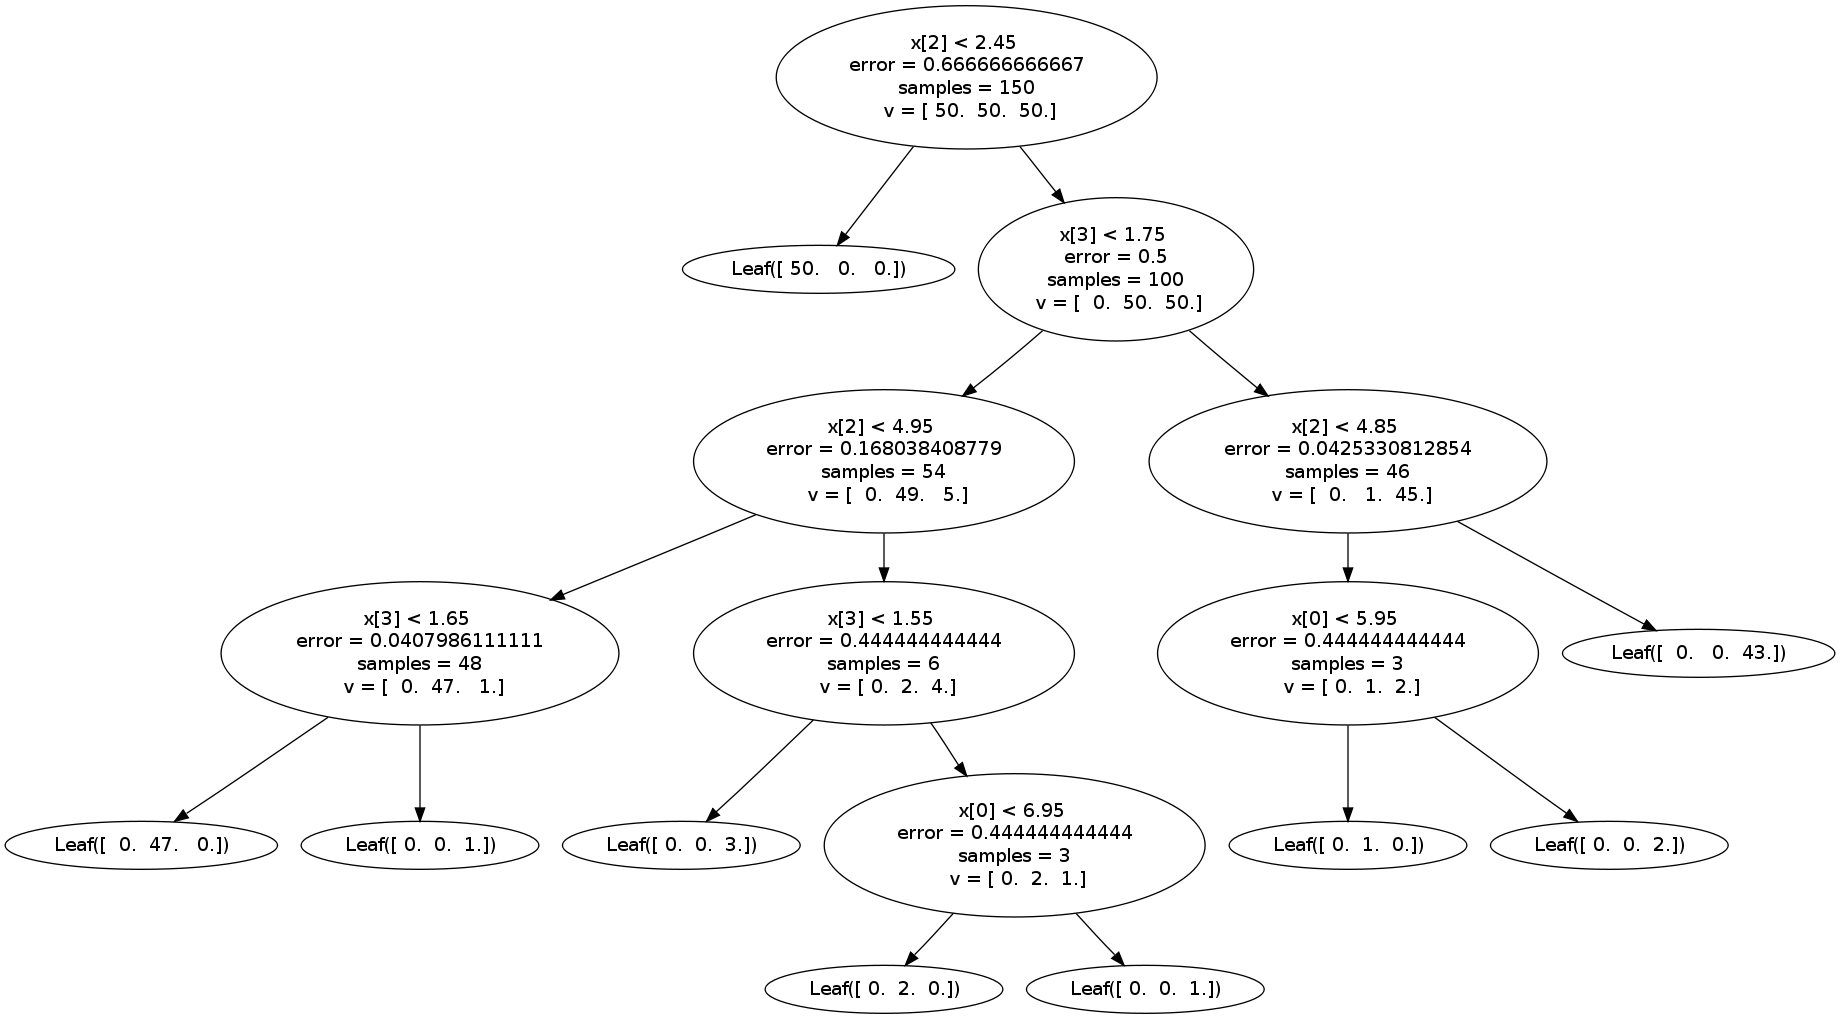 x[2] < 2.45
error = 0.666666666667
samples = 150
v = [ 50.  50.  50.]
Leaf([ 50.   0.   0.])
x[3] < 1.75
error = 0.5
samples = 100
v = [  0.  50.  50.]
x[2] < 4.95
error = 0.168038408779
samples = 54
v = [  0.  49.   5.]
x[2] < 4.85
error = 0.0425330812854
samples = 46
v = [  0.   1.  45.]
x[3] < 1.65
error = 0.0407986111111
samples = 48
v = [  0.  47.   1.]
x[3] < 1.55
error = 0.444444444444
samples = 6
v = [ 0.  2.  4.]
x[0] < 5.95
error = 0.444444444444
samples = 3
v = [ 0.  1.  2.]
Leaf([  0.   0.  43.])
Leaf([  0.  47.   0.])
Leaf([ 0.  0.  1.])
Leaf([ 0.  0.  3.])
x[0] < 6.95
error = 0.444444444444
samples = 3
v = [ 0.  2.  1.]
Leaf([ 0.  1.  0.])
Leaf([ 0.  0.  2.])
Leaf([ 0.  2.  0.])
Leaf([ 0.  0.  1.])